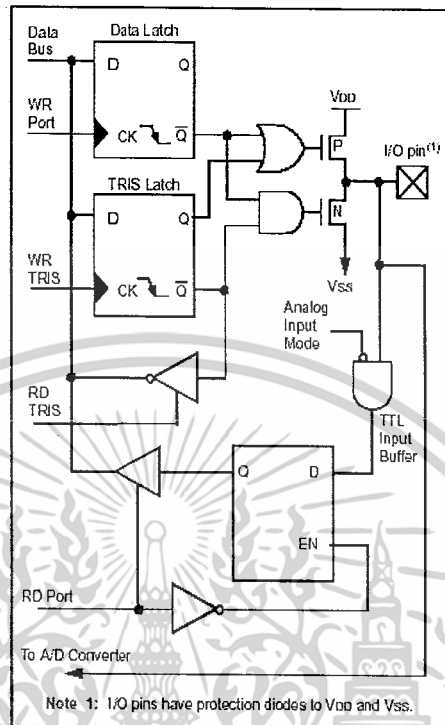 Data
Bus
Data Latch
D Q
WR
Port
CK Q
VDD
P
I/O pin(1)
TRIS Latch
D Q
N
WR
TRIS
CK Q
VSS
Analog
Input
Mode
RD
TRIS
TTL
Input
Buffer
Q D
EN
RD Port
To A/D Converter
Note 1: I/O pins have protection diodes to VDD and VSS.